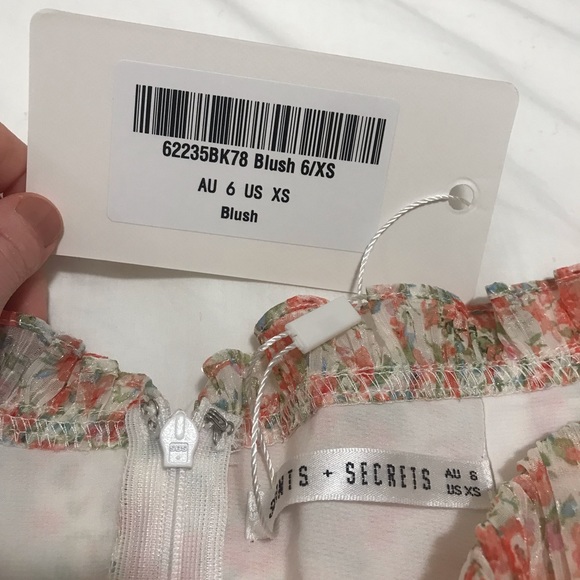 62235BK78 Blush 6/XS
AU 6 US XS
Blush
+ SECRETS
AU 6
US XS